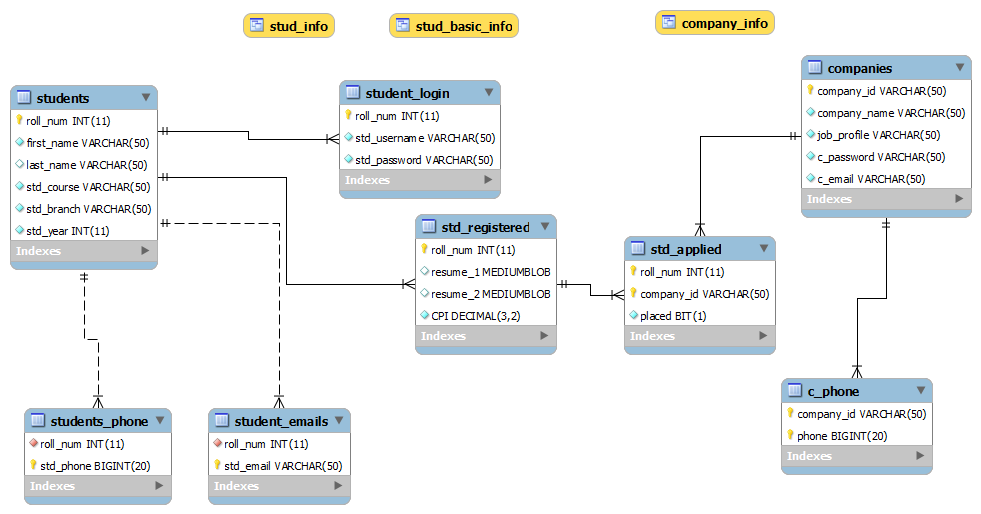 stud_info
stud_basic_info
company_info
students
roll_num INT(11)
first_name VARCHAR(50)
last_name VARCHAR(50)
std_course VARCHAR(50)
std_branch VARCHAR(50)
std_year INT(11)
Indexes
student_login
roll_num INT(11)
std_username VARCHAR(50)
std_password VARCHAR(50)
Indexes
companies
company_id VARCHAR(50)
company_name VARCHAR(50)
job_profile VARCHAR(50)
c_password VARCHAR(50)
c_email VARCHAR(50)
Indexes
std_registered
roll_num INT(11)
resume_1 MEDIUMBLOB
resume_2 MEDIUMBLOB
CPI DECIMAL(3,2)
Indexes
std_applied
roll_num INT(11)
company_id VARCHAR(50)
placed BIT(1)
Indexes
students_phone
roll_num INT(11)
std_phone BIGINT(20)
Indexes
student_emails
roll_num INT(11)
std_email VARCHAR(50)
Indexes
c_phone
company_id VARCHAR(50)
phone BIGINT(20)
Indexes